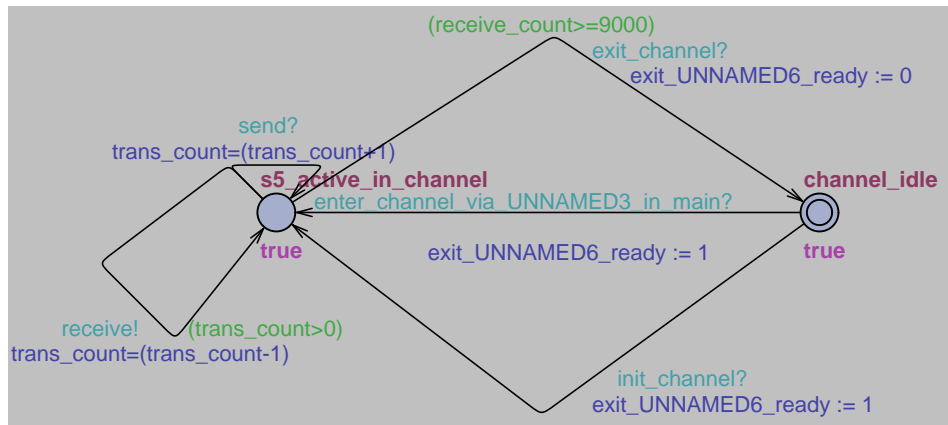 (receive_count>=9000)
exit_channel?
exit_UNNAMED6_ready := 0
send?
trans_count=(trans_count+1)
s5_active_in_channel
channel_idle
enter_channel_via_UNNAMED3_in_main?
true
exit_UNNAMED6_ready := 1
true
receive!
(trans_count>0)
trans_count=(trans_count-1)
init_channel?
exit_UNNAMED6_ready := 1